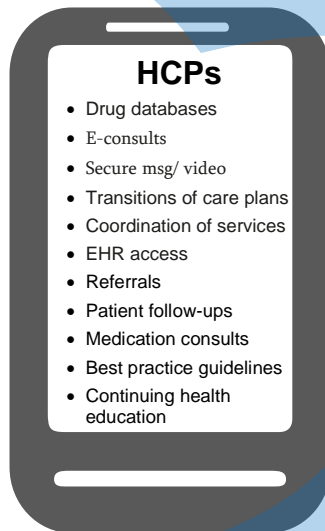 HCPs
• Drug databases
• E-consults
• Secure msg/ video
• Transitions of care plans
• Coordination of services
• EHR access
• Referrals
• Patient follow-ups
• Medication consults
• Best practice guidelines
• Continuing health
education